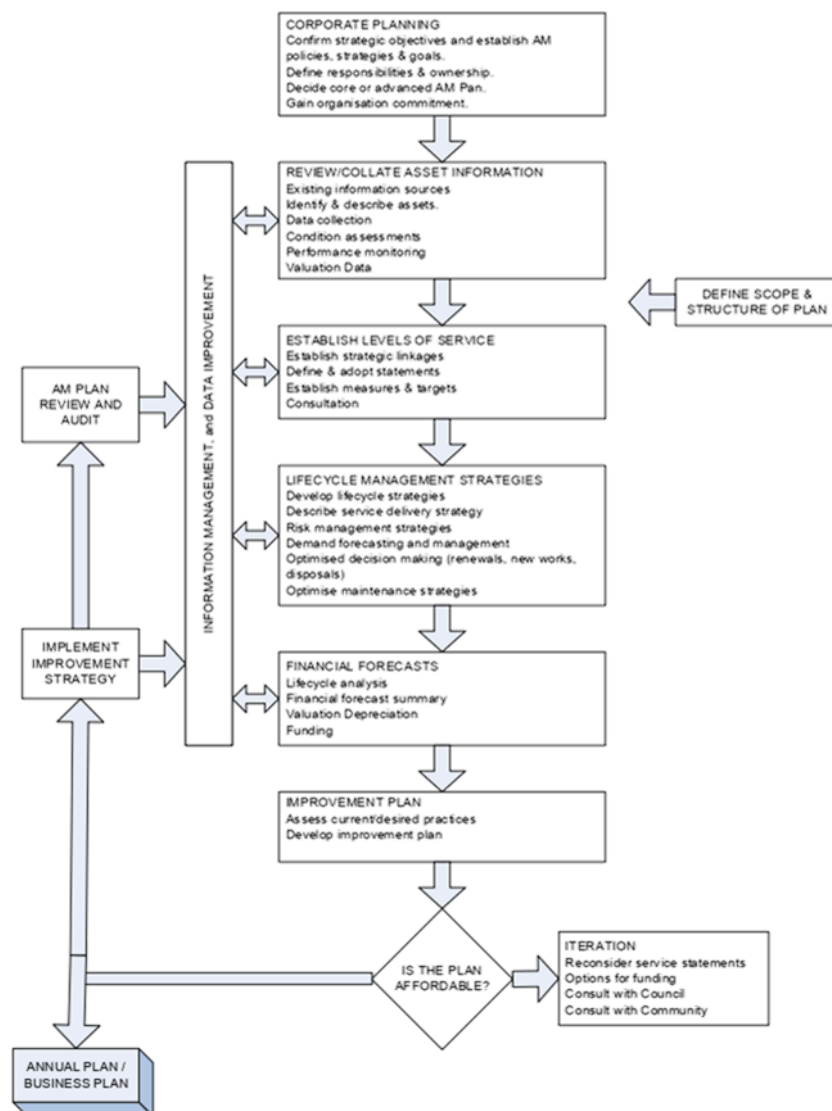 CORPORATE PLANNING
Confirm strategic objectives and establish AM
policies, strategies & goals.
Define responsibilities & ownership.
Decide core or advanced AM Pan.
Gain organisation commitment.
REVIEW/COLLATE ASSET INFORMATION
Existing information sources
Identify & describe assets.
Data collection
Condition assessments
Performance monitoring
Valuation Data
INFORMATION MANAGEMENT, and DATA IMPROVEMENT
DEFINE SCOPE &
STRUCTURE OF PLAN
ESTABLISH LEVELS OF SERVICE
Establish strategic linkages
Define & adopt statements
Establish measures & targets
Consultation
AM PLAN
REVIEW AND
AUDIT
LIFECYCLE MANAGEMENT STRATEGIES
Develop lifecycle strategies
Describe service delivery strategy
Risk management strategies
Demand forecasting and management
Optimised decision making (renewals, new works,
disposals)
Optimise maintenance strategies
IMPLEMENT
IMPROVEMENT
STRATEGY
FINANCIAL FORECASTS
Lifecycle analysis
Financial forecast summary
Valuation Depreciation
Funding
IMPROVEMENT PLAN
Assess current/desired practices
Develop improvement plan
IS THE PLAN
AFFORDABLE?
ITERATION
Reconsider service statements
Options for funding
Consult with Council
Consult with Community
ANNUAL PLAN /
BUSINESS PLAN